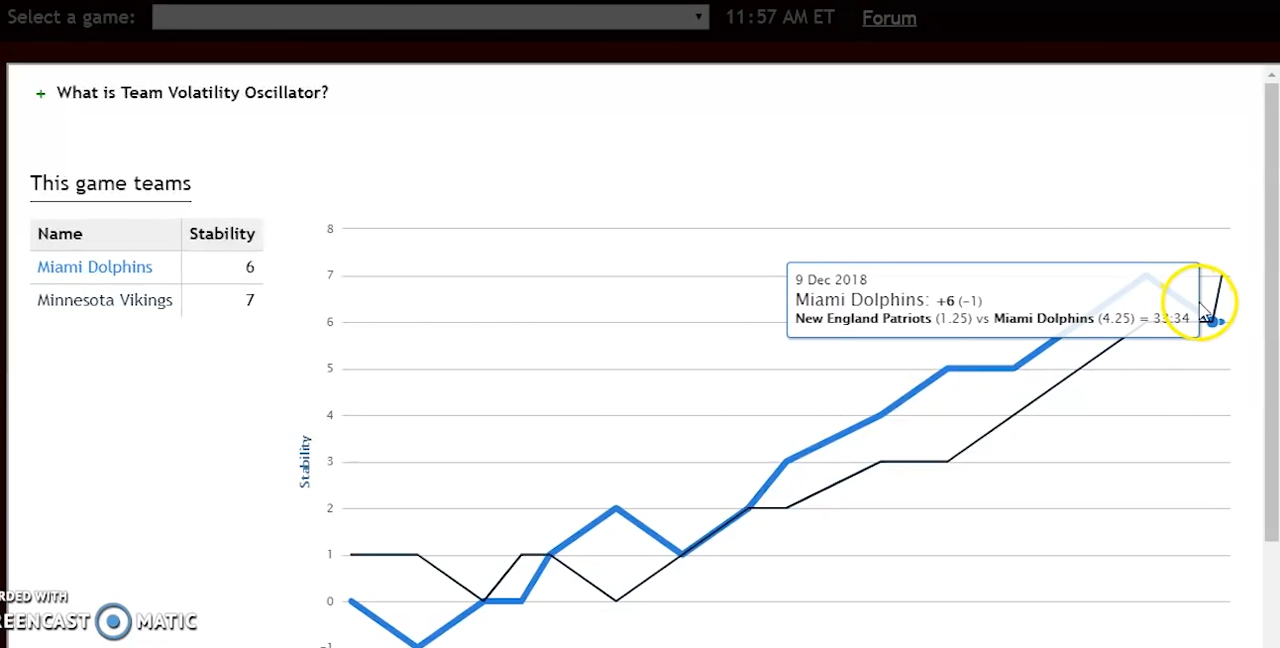 Select a game: 11:57 AM ET Forum
+ What is Team Volatility Oscillator?
This game teams
Name Stability
Miami Dolphins 6
Minnesota Vikings 7
8
7
9 Dec 2018
Miami Dolphins: +6 (-1)
New England Patriots (1.25) vs Miami Dolphins (4.25) = 33:34
6
5
4
Stability
3
2
1
0
-1
RDED WITH
REENCAST MATIC